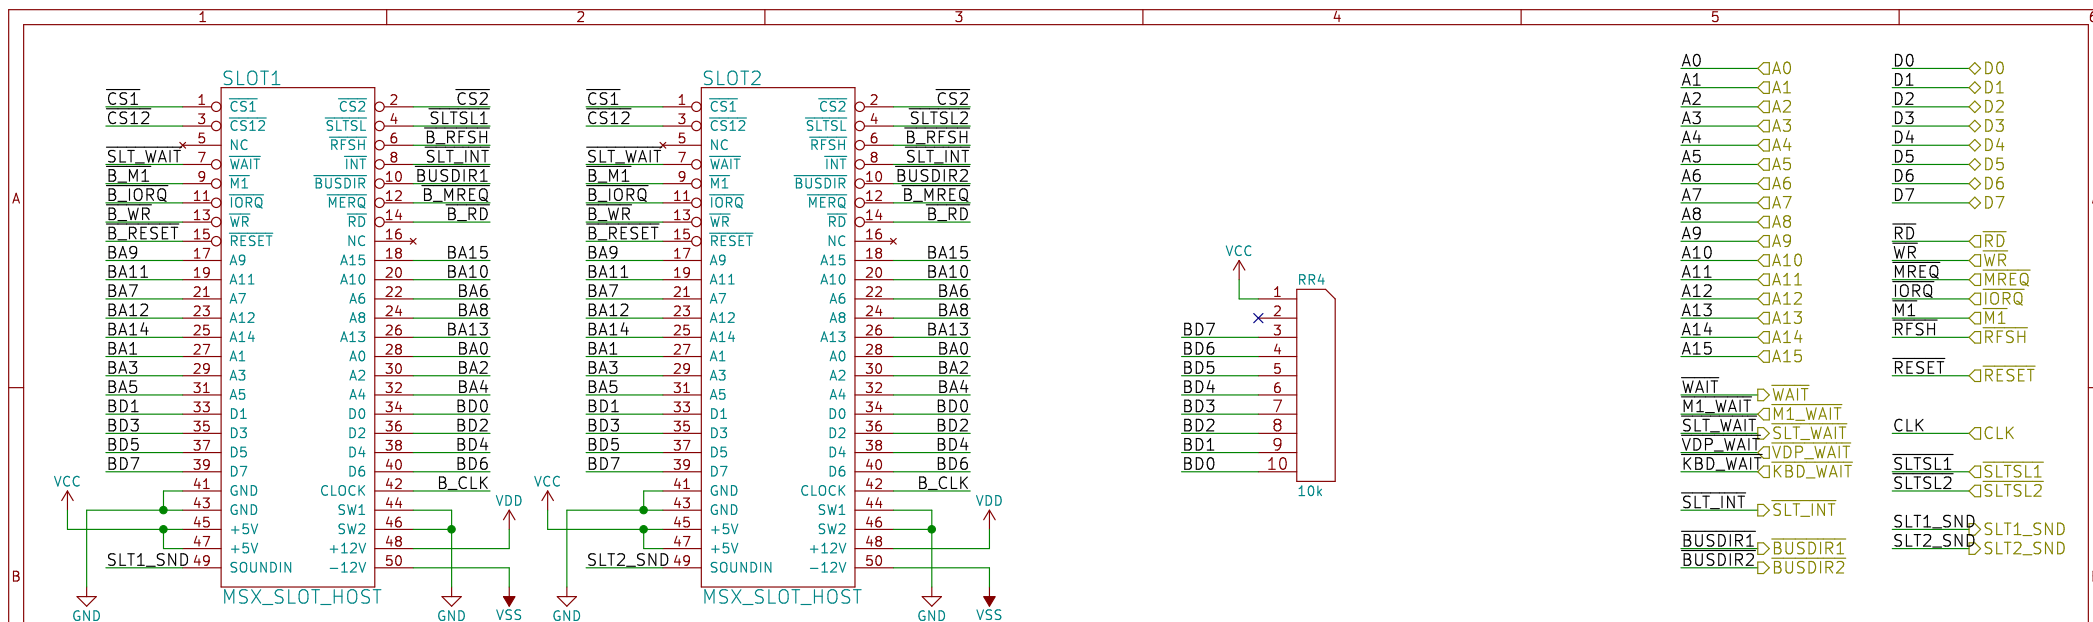 1 2 3 4 5 6
A
B
SLOT1
CS1 1 CS1 CS2 2 CS2
CS12 3 CS12 SLTSL 4 SLTSL1
5 NC RFSH 6 B_RFSH
SLT_WAIT 7 WAIT INT 8 SLT_INT
B_M1 9 M1 BUSDIR 10 BUSDIR1
B_IORQ 11 IORQ MERQ 12 B_MREQ
B_WR 13 WR RD 14 B_RD
B_RESET 15 RESET NC 16
BA9 17 A9 A15 18 BA15
BA11 19 A11 A10 20 BA10
BA7 21 A7 A6 22 BA6
BA12 23 A12 A8 24 BA8
BA14 25 A14 A13 26 BA13
BA1 27 A1 A0 28 BA0
BA3 29 A3 A2 30 BA2
BA5 31 A5 A4 32 BA4
BD1 33 D1 D0 34 BD0
BD3 35 D3 D2 36 BD2
BD5 37 D5 D4 38 BD4
BD7 39 D7 D6 40 BD6
VCC 41 GND CLOCK 42 B_CLK
43 GND SW1 44 VDD
45 +5V SW2 46
47 +5V +12V 48
SLT1_SND 49 SOUNDIN -12V 50
MSX_SLOT_HOST
GND GND VSS
SLOT2
CS1 1 CS1 CS2 2 CS2
CS12 3 CS12 SLTSL 4 SLTSL2
5 NC RFSH 6 B_RFSH
SLT_WAIT 7 WAIT INT 8 SLT_INT
B_M1 9 M1 BUSDIR 10 BUSDIR2
B_IORQ 11 IORQ MERQ 12 B_MREQ
B_WR 13 WR RD 14 B_RD
B_RESET 15 RESET NC 16
BA9 17 A9 A15 18 BA15
BA11 19 A11 A10 20 BA10
BA7 21 A7 A6 22 BA6
BA12 23 A12 A8 24 BA8
BA14 25 A14 A13 26 BA13
BA1 27 A1 A0 28 BA0
BA3 29 A3 A2 30 BA2
BA5 31 A5 A4 32 BA4
BD1 33 D1 D0 34 BD0
BD3 35 D3 D2 36 BD2
BD5 37 D5 D4 38 BD4
BD7 39 D7 D6 40 BD6
VCC 41 GND CLOCK 42 B_CLK
43 GND SW1 44 VDD
45 +5V SW2 46
47 +5V +12V 48
SLT2_SND 49 SOUNDIN -12V 50
MSX_SLOT_HOST
GND GND VSS
VCC
RR4
1
2
BD7 3
BD6 4
BD5 5
BD4 6
BD3 7
BD2 8
BD1 9
BD0 10
10k
A0 A0
A1 A1
A2 A2
A3 A3
A4 A4
A5 A5
A6 A6
A7 A7
A8 A8
A9 A9
A10 A10
A11 A11
A12 A12
A13 A13
A14 A14
A15 A15
WAIT WAIT
M1_WAIT M1_WAIT
SLT_WAIT SLT_WAIT
VDP_WAIT VDP_WAIT
KBD_WAIT KBD_WAIT
SLT_INT SLT_INT
BUSDIR1 BUSDIR1
BUSDIR2 BUSDIR2
D0 D0
D1 D1
D2 D2
D3 D3
D4 D4
D5 D5
D6 D6
D7 D7
RD RD
WR WR
MREQ MREQ
IORQ IORQ
M1 M1
RFSH RFSH
RESET RESET
CLK CLK
SLTSL1 SLTSL1
SLTSL2 SLTSL2
SLT1_SND SLT1_SND
SLT2_SND SLT2_SND